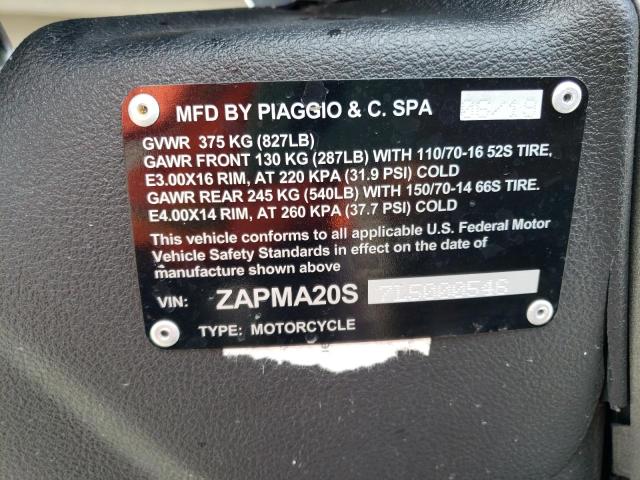 MFD BY PIAGGIO & C. SPA 06/19
GVWR 375 KG (827LB)
GAWR FRONT 130 KG (287LB) WITH 110/70-16 52S TIRE,
E3.00X16 RIM, AT 220 KPA (31.9 PSI) COLD
GAWR REAR 245 KG (540LB) WITH 150/70-14 66S TIRE.
E4.00X14 RIM, AT 260 KPA (37.7 PSI) COLD
This vehicle conforms to all applicable U.S. Federal Motor
Vehicle Safety Standards in effect on the date of
manufacture shown above
VIN: ZAPMA20S 7L5000546
TYPE: MOTORCYCLE